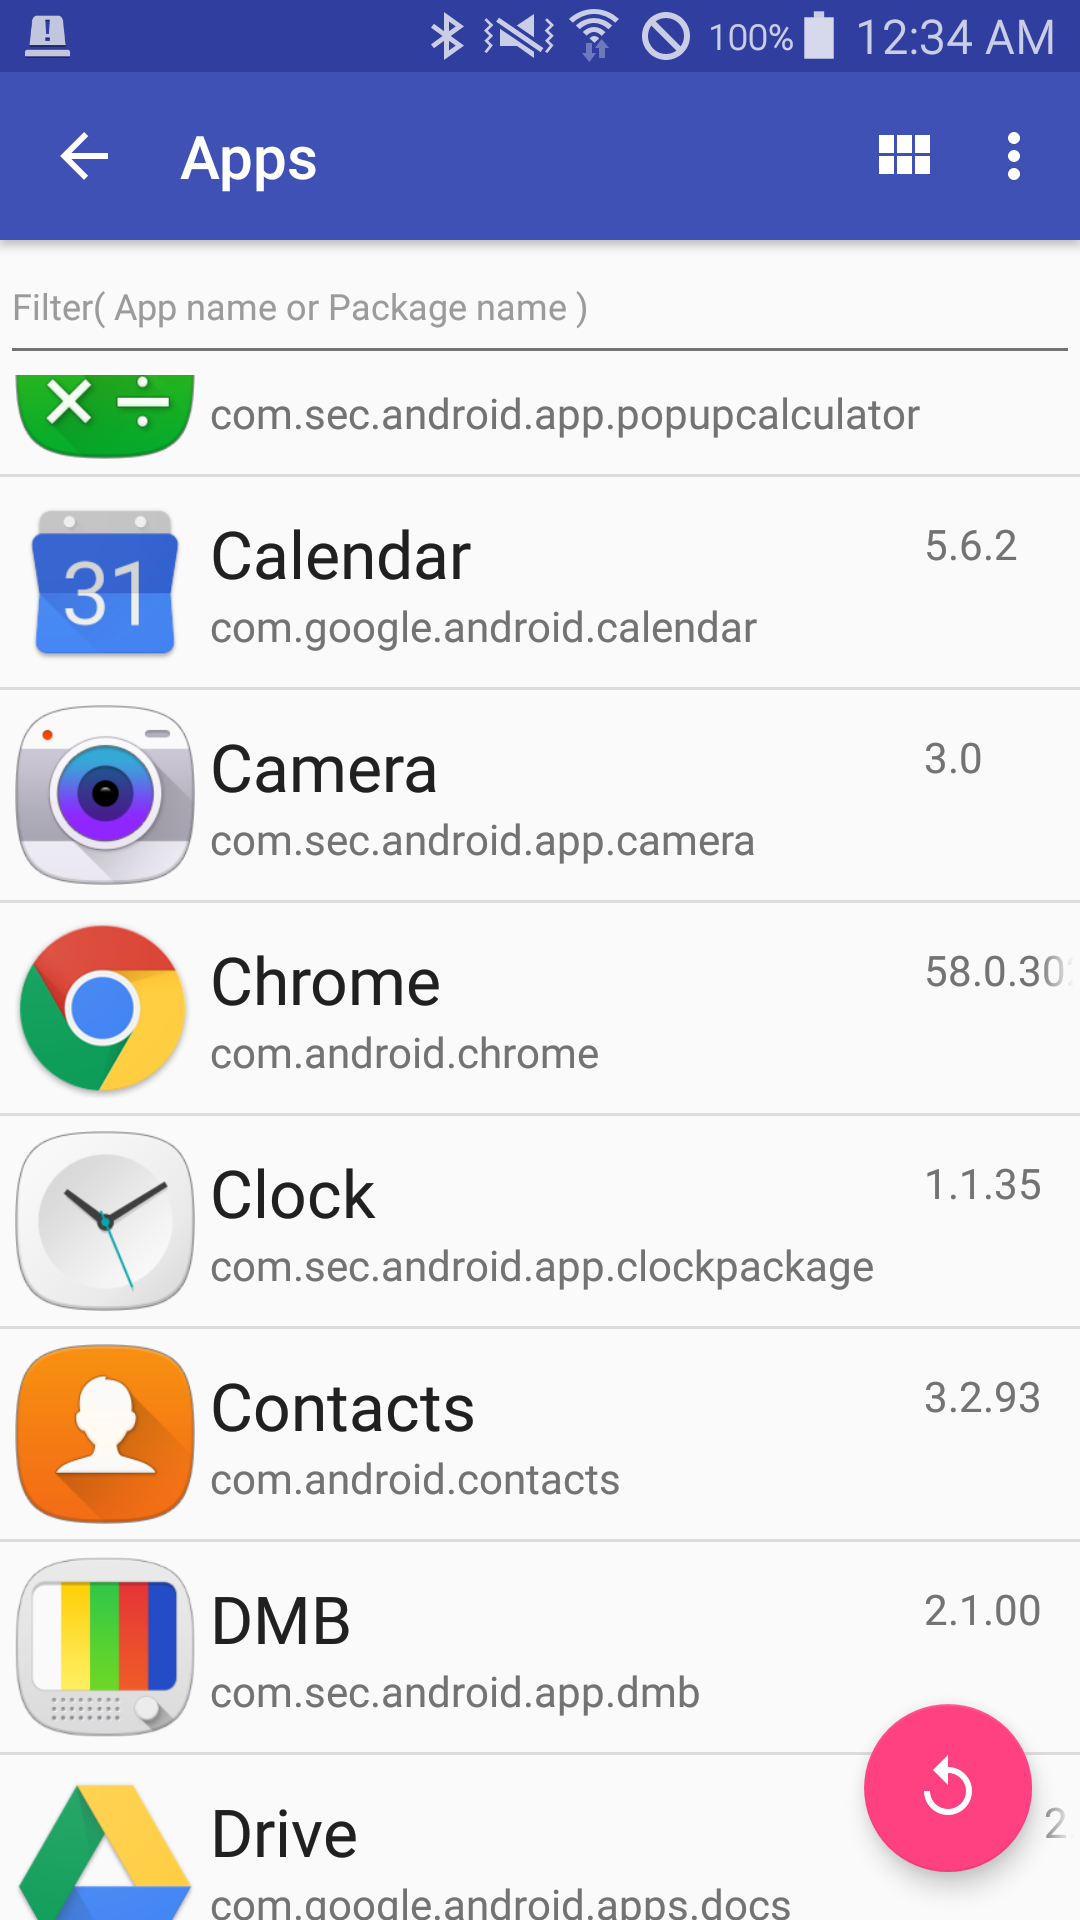 100% 12:34 AM
Apps
Filter( App name or Package name )
com.sec.android.app.popupcalculator
31
Calendar 5.6.2
com.google.android.calendar
Camera 3.0
com.sec.android.app.camera
Chrome 58.0.30
com.android.chrome
Clock 1.1.35
com.sec.android.app.clockpackage
Contacts 3.2.93
com.android.contacts
DMB 2.1.00
com.sec.android.app.dmb
Drive 2.
com.google.android.apps.docs